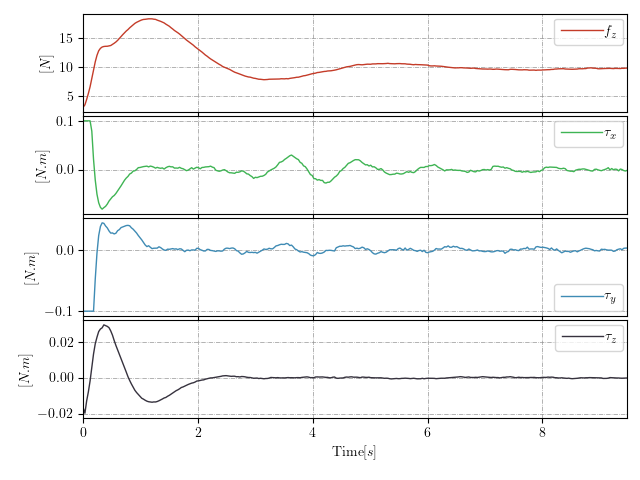 15
10
5
[N]
f_z
0.1
0.0
[N.m]
τ_x
0.0
−0.1
[N.m]
τ_y
0.02
0.00
−0.02
[N.m]
τ_z
0 2 4 6 8
Time[s]